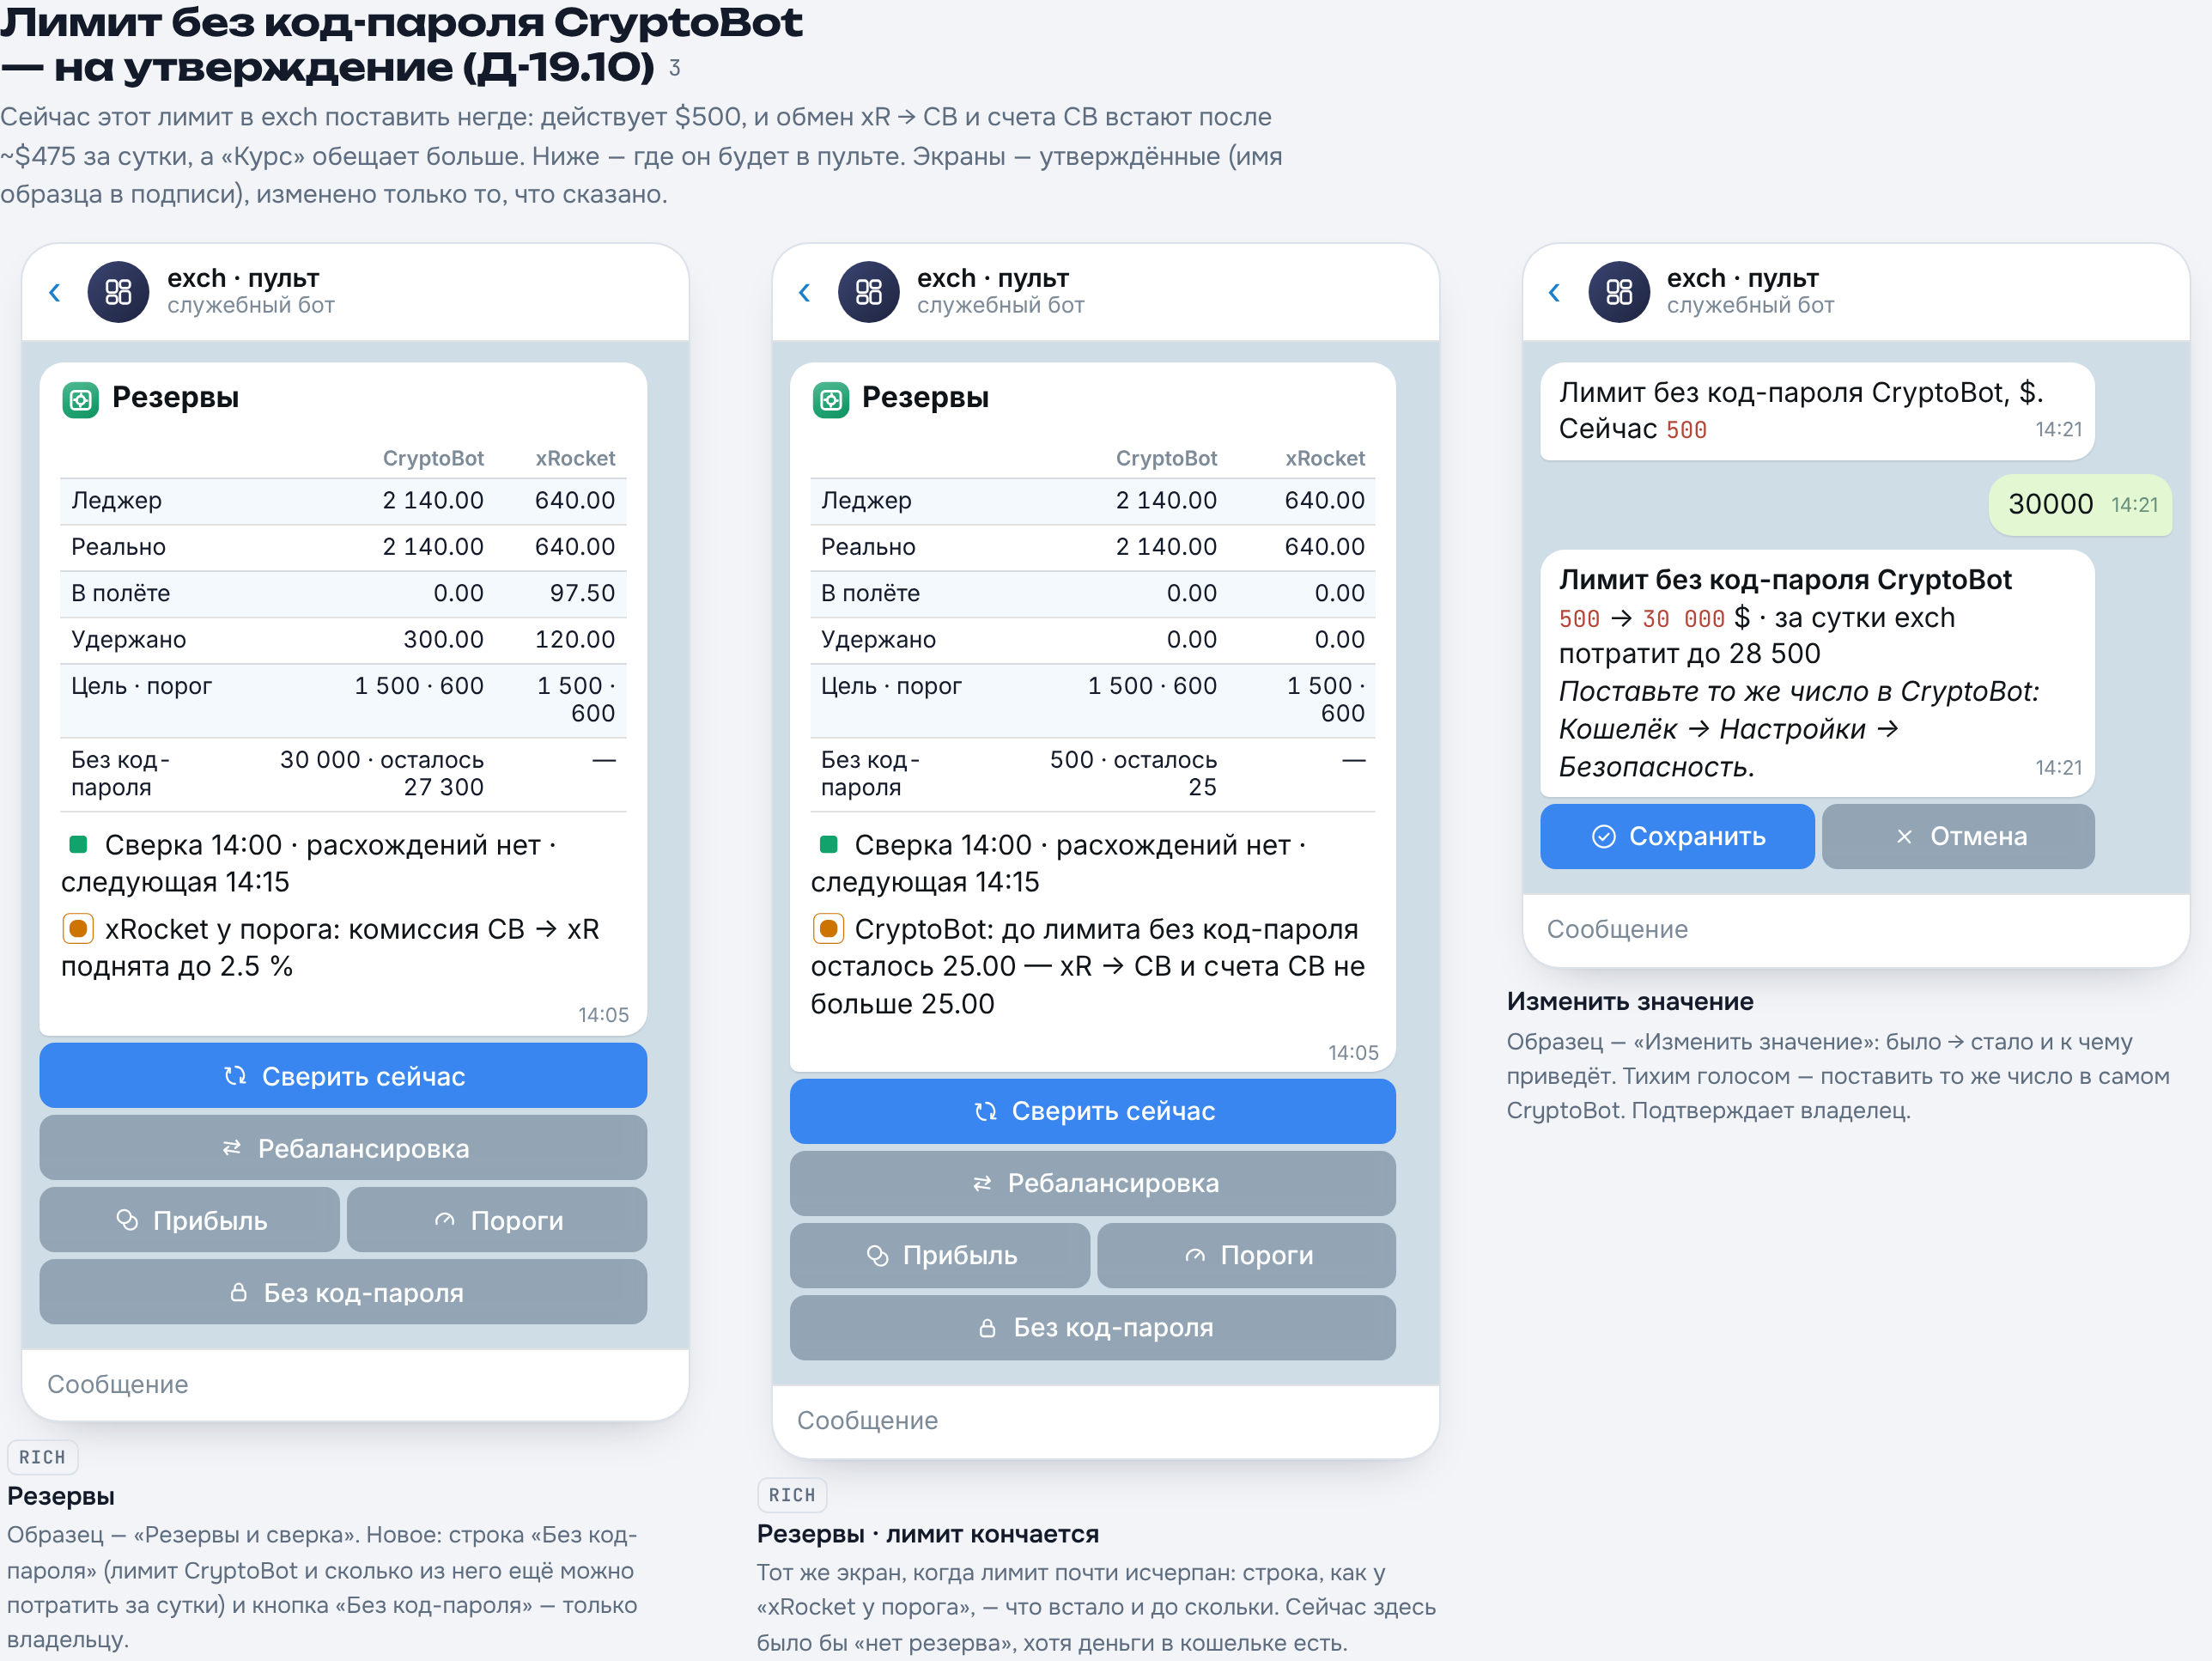 Лимит без код-пароля CryptoBot
— на утверждение (Д-19.10) 3
Сейчас этот лимит в exch поставить негде: действует $500, и обмен xR → CB и счета CB встают после
~$475 за сутки, а «Курс» обещает больше. Ниже — где он будет в пульте. Экраны — утверждённые (имя
образца в подписи), изменено только то, что сказано.
exch · пульт
служебный бот
Резервы
CryptoBot xRocket
Леджер 2 140.00 640.00
Реально 2 140.00 640.00
В полёте 0.00 97.50
Удержано 300.00 120.00
Цель · порог 1 500 · 600 1 500 ·
600
Без код- 30 000 · осталось —
пароля 27 300
Сверка 14:00 · расхождений нет ·
следующая 14:15
xRocket у порога: комиссия CB → xR
поднята до 2.5 %
14:05
Сверить сейчас
Ребалансировка
Прибыль Пороги
Без код-пароля
Сообщение
RICH
Резервы
Образец — «Резервы и сверка». Новое: строка «Без код-
пароля» (лимит CryptoBot и сколько из него ещё можно
потратить за сутки) и кнопка «Без код-пароля» — только
владельцу.
exch · пульт
служебный бот
Резервы
CryptoBot xRocket
Леджер 2 140.00 640.00
Реально 2 140.00 640.00
В полёте 0.00 0.00
Удержано 0.00 0.00
Цель · порог 1 500 · 600 1 500 ·
600
Без код- 500 · осталось —
пароля 25
Сверка 14:00 · расхождений нет ·
следующая 14:15
CryptoBot: до лимита без код-пароля
осталось 25.00 — xR → CB и счета CB не
больше 25.00
14:05
Сверить сейчас
Ребалансировка
Прибыль Пороги
Без код-пароля
Сообщение
RICH
Резервы · лимит кончается
Тот же экран, когда лимит почти исчерпан: строка, как у
«xRocket у порога», — что встало и до скольки. Сейчас здесь
было бы «нет резерва», хотя деньги в кошельке есть.
exch · пульт
служебный бот
Лимит без код-пароля CryptoBot, $.
Сейчас 500 14:21
30000 14:21
Лимит без код-пароля CryptoBot
500 → 30 000 $ · за сутки exch
потратит до 28 500
Поставьте то же число в CryptoBot:
Кошелёк → Настройки →
Безопасность. 14:21
Сохранить Отмена
Сообщение
Изменить значение
Образец — «Изменить значение»: было → стало и к чему
приведёт. Тихим голосом — поставить то же число в самом
CryptoBot. Подтверждает владелец.